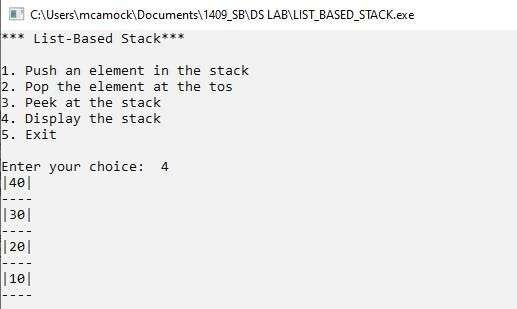 C:\Users\mcamock\Documents\1409_SB\DS LAB\LIST_BASED_STACK.exe
*** List-Based Stack***
1. Push an element in the stack
2. Pop the element at the tos
3. Peek at the stack
4. Display the stack
5. Exit
Enter your choice:  4
|40|
----
|30|
----
|20|
----
|10|
----